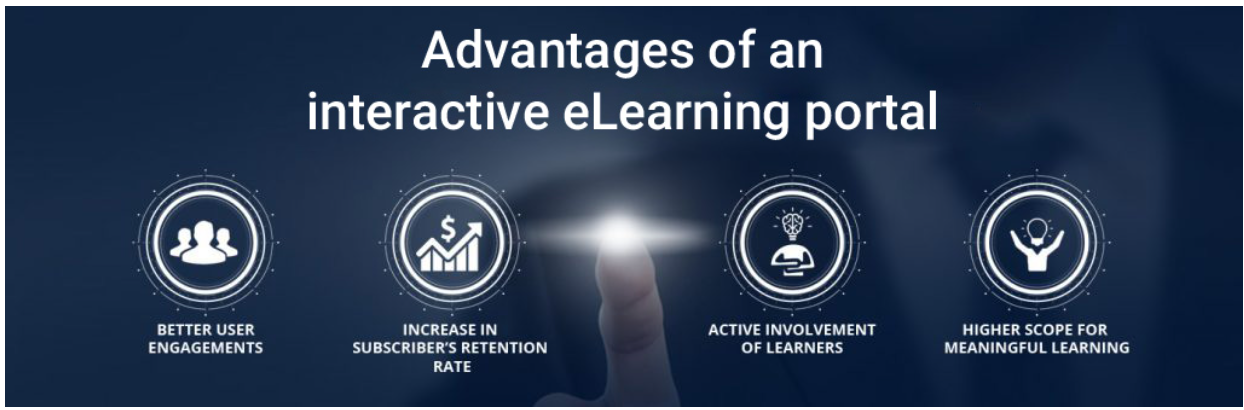 Advantages of an
interactive eLearning portal
BETTER USER
ENGAGEMENTS
INCREASE IN
SUBSCRIBER'S RETENTION
RATE
ACTIVE INVOLVEMENT
OF LEARNERS
HIGHER SCOPE FOR
MEANINGFUL LEARNING
$